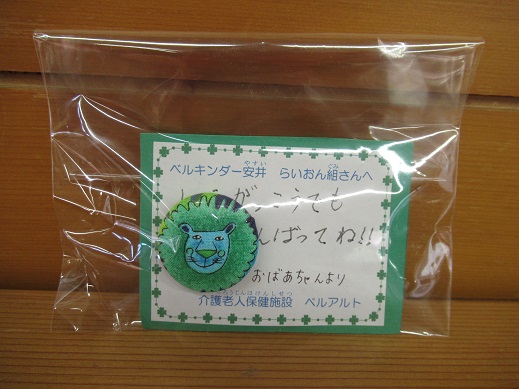 ベルキンダー安井 らいおん組さんへ
がっこうでも
んばってね!!
おばあちゃんより
介護老人保健施設 ベルアルト